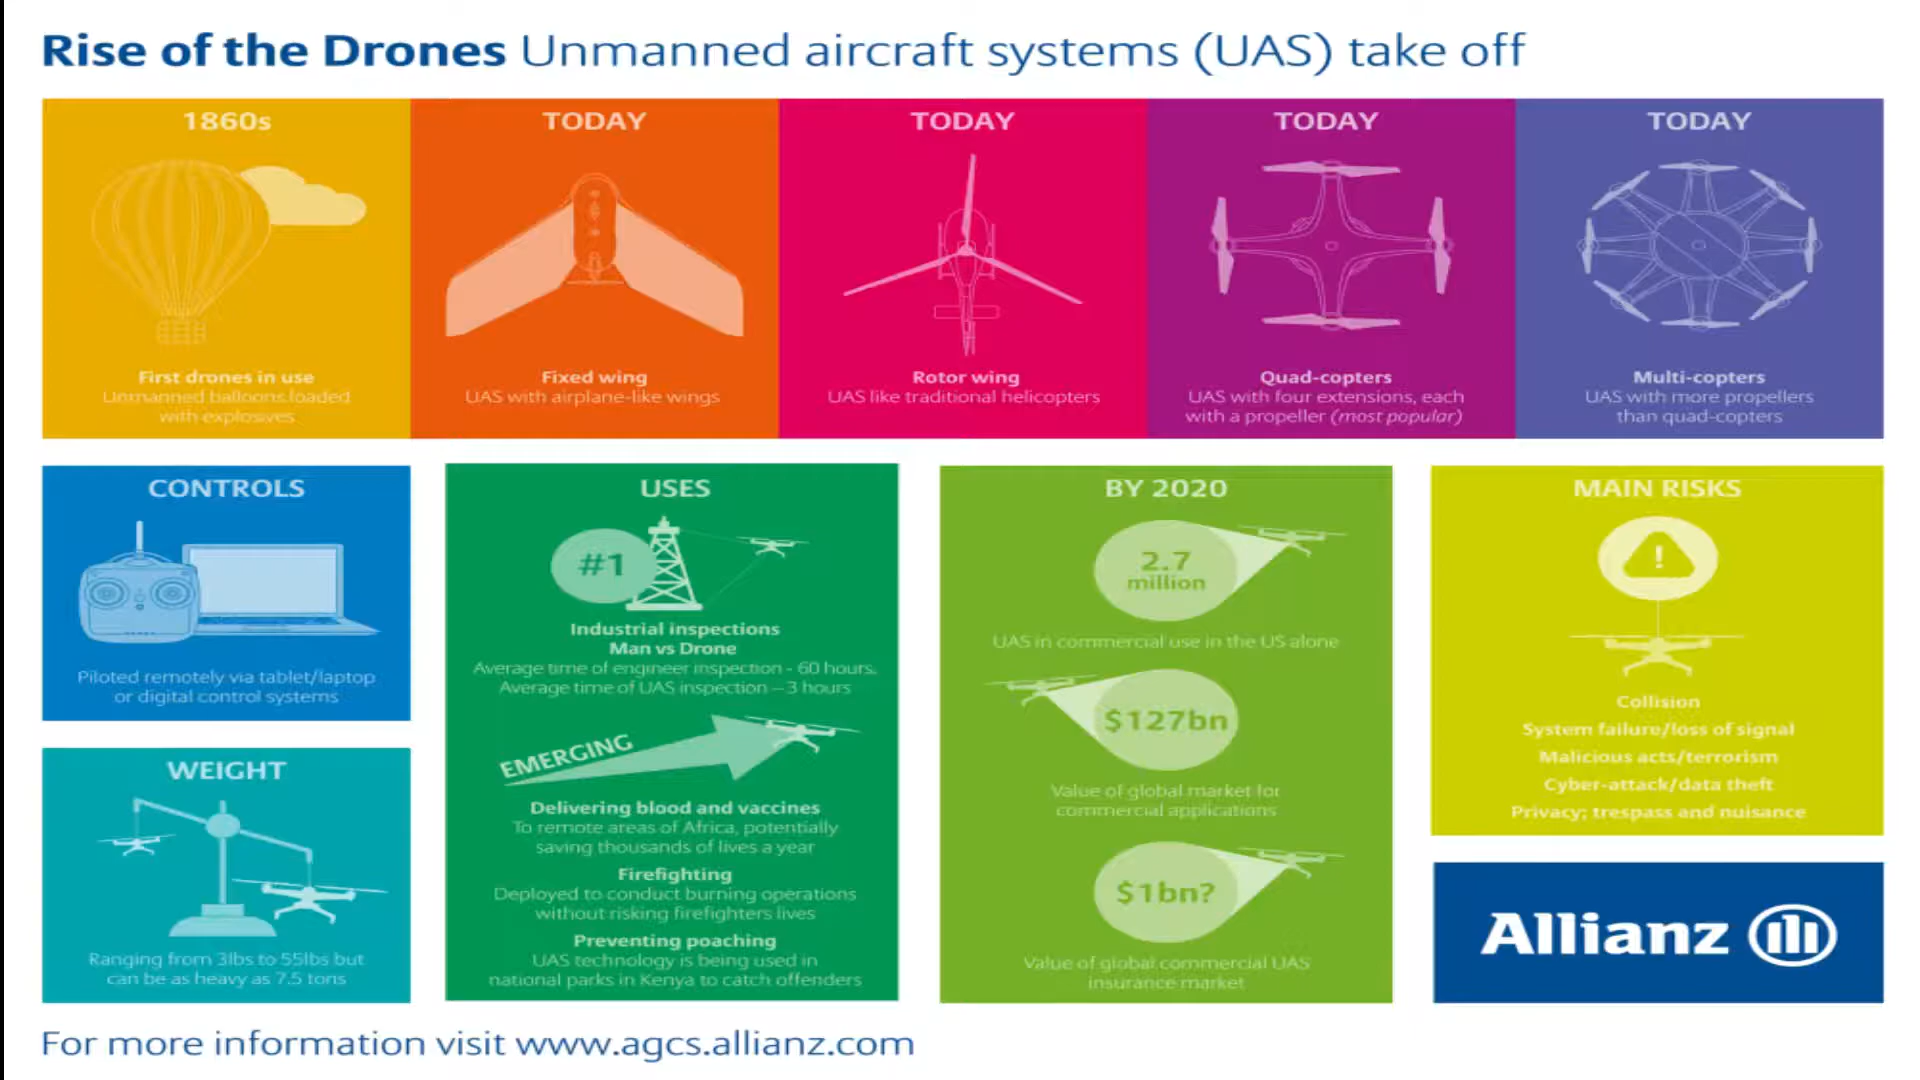 Rise of the Drones Unmanned aircraft systems (UAS) take off
1860s
First drones in use
Unmanned balloons loaded
with explosives
TODAY
Fixed wing
UAS with airplane-like wings
TODAY
Rotor wing
UAS like traditional helicopters
TODAY
Quad-copters
UAS with four extensions, each
with a propeller (most popular)
TODAY
Multi-copters
UAS with more propellers
than quad-copters
CONTROLS
Piloted remotely via tablet/laptop
or digital control systems
WEIGHT
Ranging from 3lbs to 55lbs but
can be as heavy as 7.5 tons
USES
#1
Industrial inspections
Man vs Drone
Average time of engineer inspection - 60 hours.
Average time of UAS inspection – 3 hours
EMERGING
Delivering blood and vaccines
To remote areas of Africa, potentially
saving thousands of lives a year
Firefighting
Deployed to conduct burning operations
without risking firefighters lives
Preventing poaching
UAS technology is being used in
national parks in Kenya to catch offenders
BY 2020
2.7
million
UAS in commercial use in the US alone
$127bn
Value of global market for
commercial applications
$1bn?
Value of global commercial UAS
insurance market
MAIN RISKS
!
Collision
System failure/loss of signal
Malicious acts/terrorism
Cyber-attack/data theft
Privacy; trespass and nuisance
Allianz
For more information visit www.agcs.allianz.com